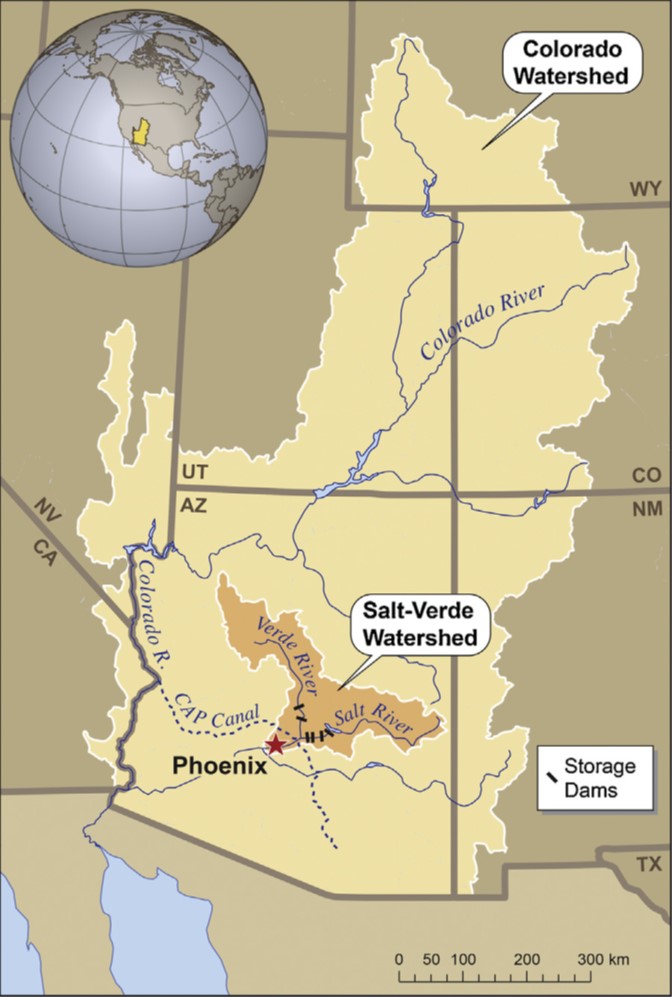 Colorado
Watershed
WY
Colorado River
UT
CO
AZ
NM
NV
CA
Colorado R.
Salt-Verde
Watershed
Verde River
CAP Canal
Salt River
Phoenix
Storage
Dams
TX
0 50 100 200 300 km